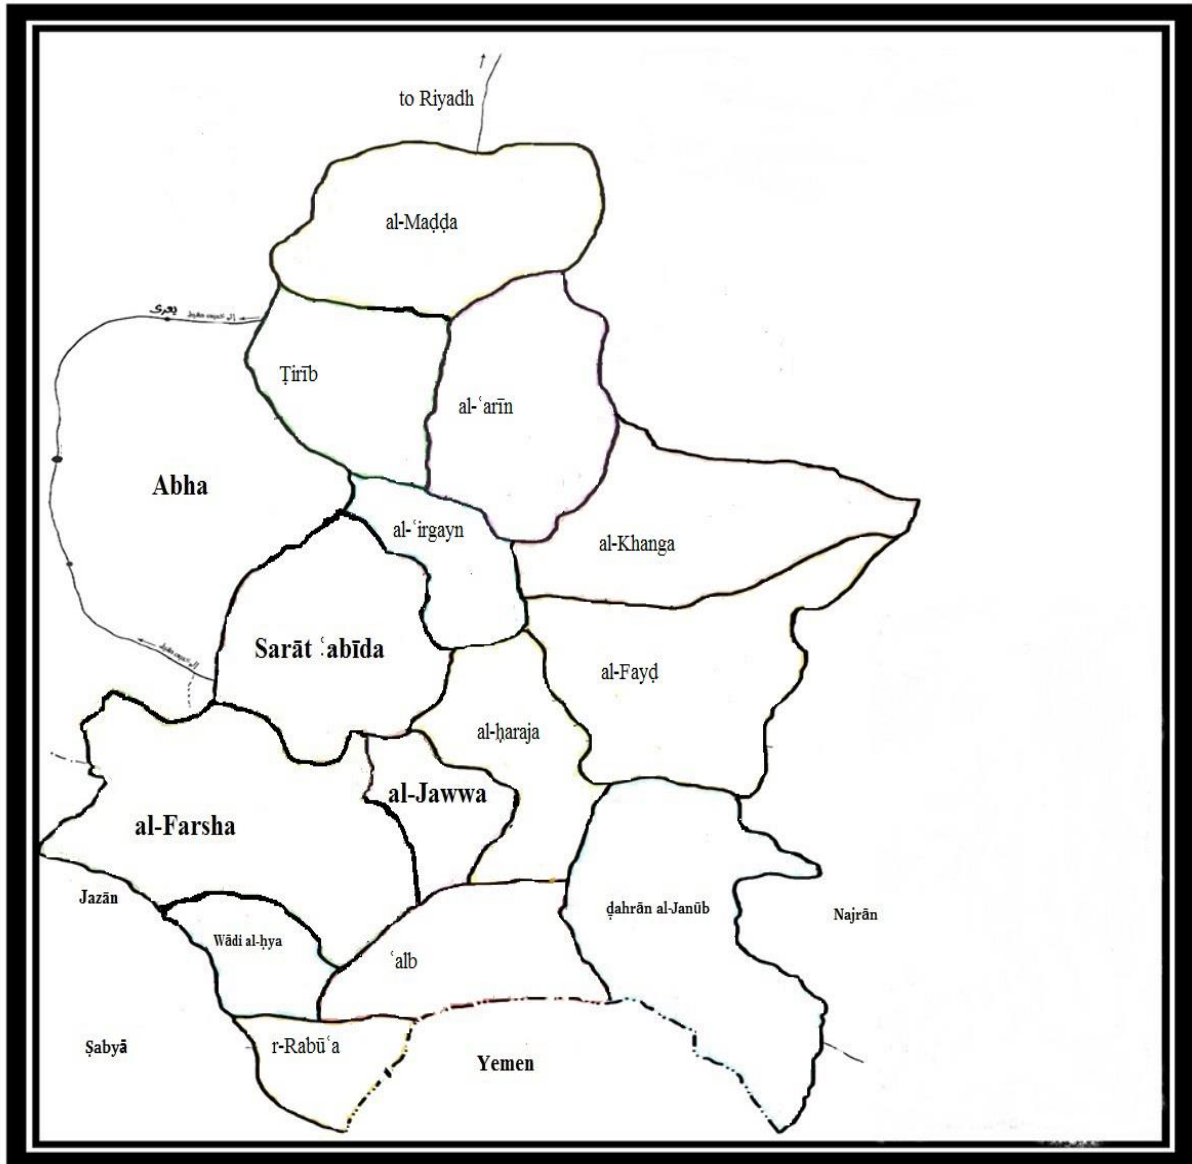 to Riyadh
al-Maḍḍa
Ṭirīb
al-ʿarīn
Abha
al-ʿirgayn
al-Khanga
Sarāt ʿabīda
al-Fayḍ
al-ḥaraja
al-Jawwa
al-Farsha
Jazān
ḍahrān al-Janūb
Najrān
Wādi al-ḥya
ʿalb
Ṣabyā
r-Rabūʿa
Yemen